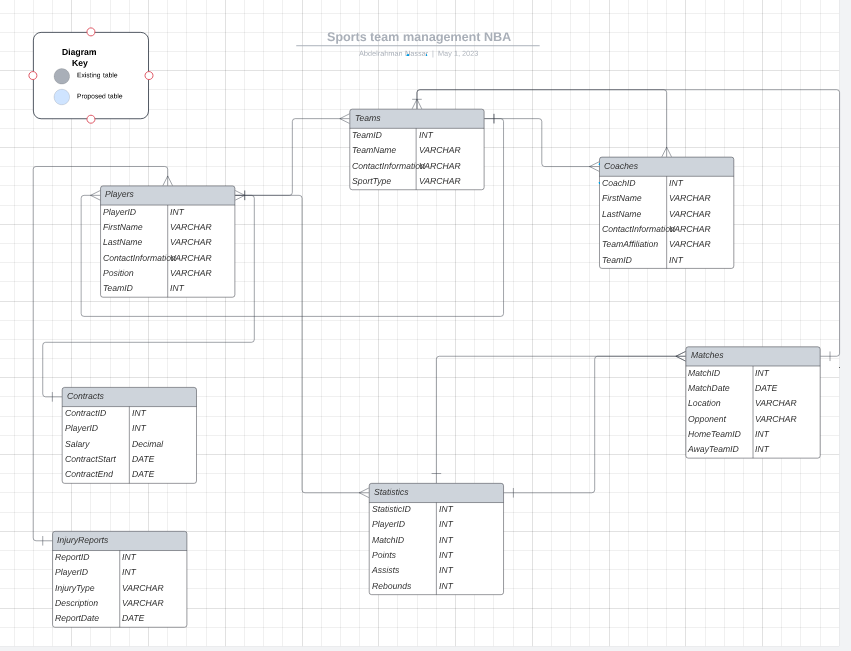 Sports team management NBA
Abdelrahman Nassar | May 1, 2023
Diagram
Key
Existing table
Proposed table
Teams
TeamID INT
TeamName VARCHAR
ContactInformation VARCHAR
SportType VARCHAR
Coaches
CoachID INT
FirstName VARCHAR
LastName VARCHAR
ContactInformation VARCHAR
TeamAffiliation VARCHAR
TeamID INT
Players
PlayerID INT
FirstName VARCHAR
LastName VARCHAR
ContactInformation VARCHAR
Position VARCHAR
TeamID INT
Matches
MatchID INT
MatchDate DATE
Location VARCHAR
Opponent VARCHAR
HomeTeamID INT
AwayTeamID INT
Contracts
ContractID INT
PlayerID INT
Salary Decimal
ContractStart DATE
ContractEnd DATE
Statistics
StatisticID INT
PlayerID INT
MatchID INT
Points INT
Assists INT
Rebounds INT
InjuryReports
ReportID INT
PlayerID INT
InjuryType VARCHAR
Description VARCHAR
ReportDate DATE